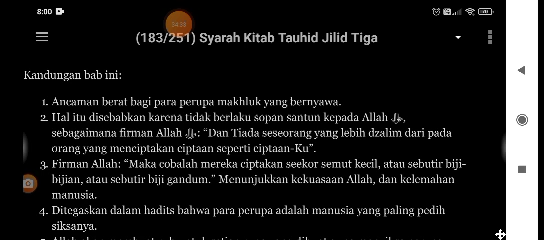 8:00
04:38
(183/251) Syarah Kitab Tauhid Jilid Tiga
Kandungan bab ini:
1. Ancaman berat bagi para perupa makhluk yang bernyawa.
2. Hal itu disebabkan karena tidak berlaku sopan santun kepada Allah ﷻ,
sebagaimana firman Allah ﷻ: “Dan Tiada seseorang yang lebih dzalim dari pada
orang yang menciptakan ciptaan seperti ciptaan-Ku”.
3. Firman Allah: “Maka cobalah mereka ciptakan seekor semut kecil, atau sebutir biji-
bijian, atau sebutir biji gandum.” Menunjukkan kekuasaan Allah, dan kelemahan
manusia.
4. Ditegaskan dalam hadits bahwa para perupa adalah manusia yang paling pedih
siksanya.